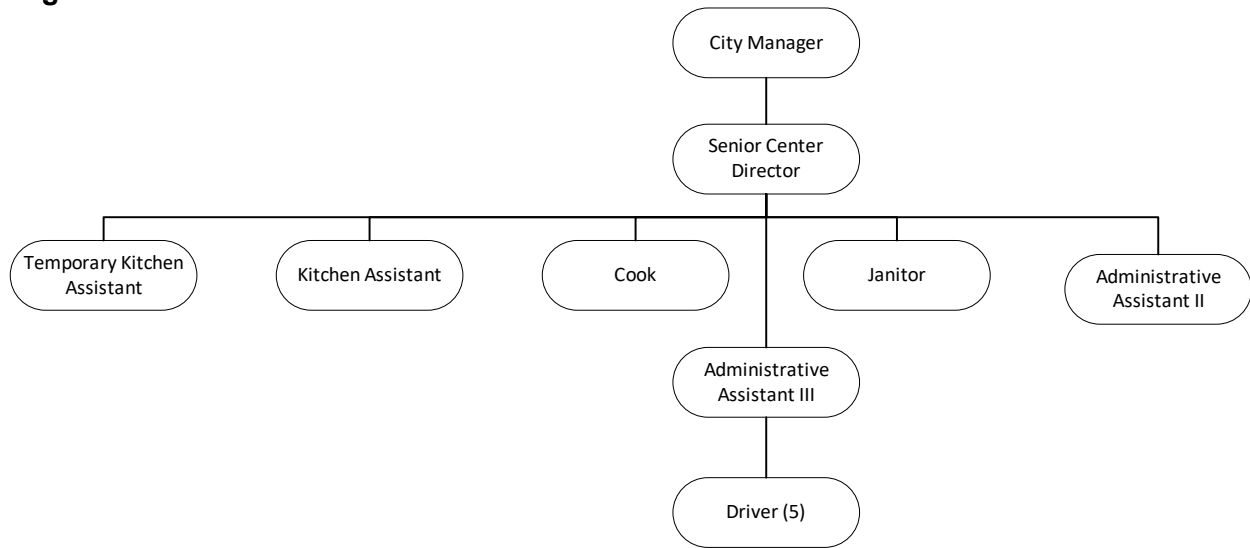 City Manager
Senior Center
Director
Temporary Kitchen
Assistant
Kitchen Assistant
Cook
Janitor
Administrative
Assistant II
Administrative
Assistant III
Driver (5)